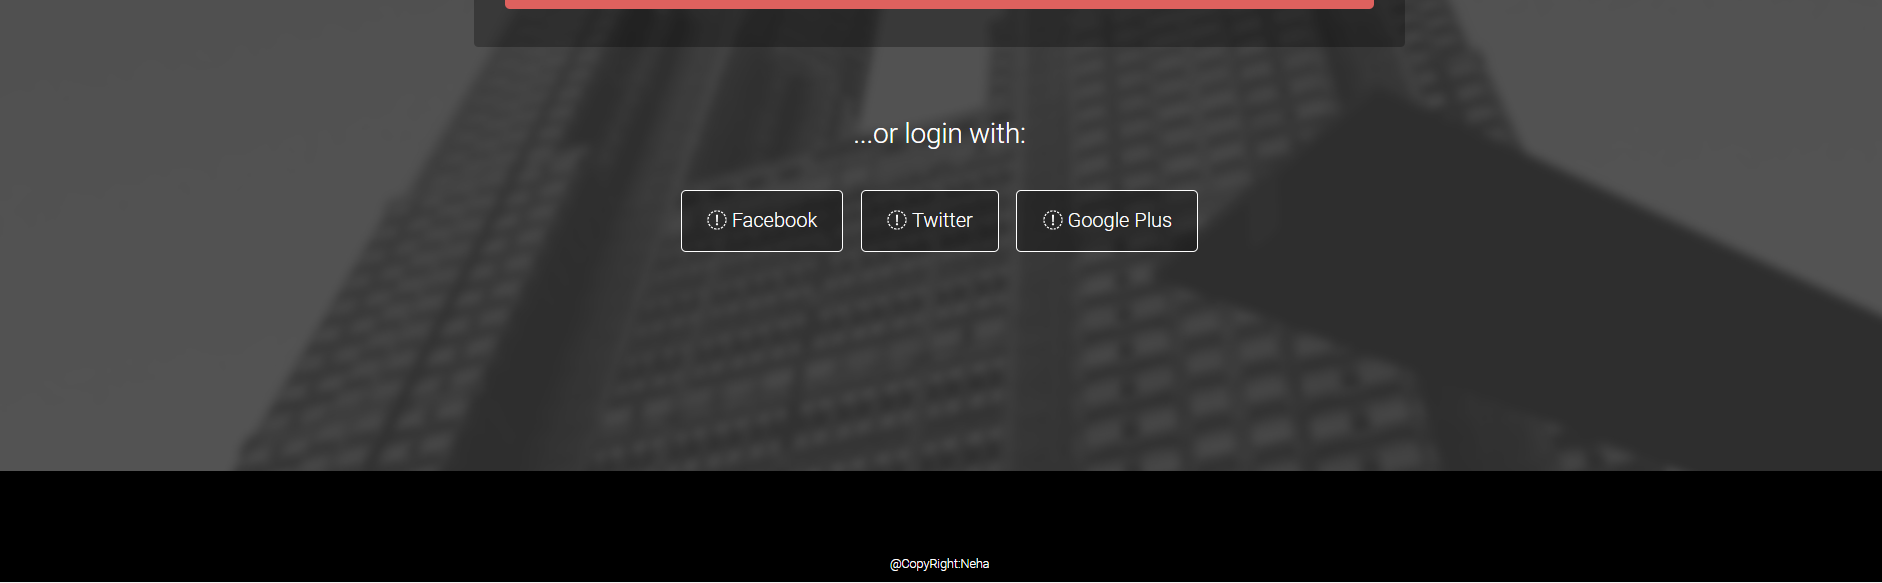 ...or login with:
Facebook Twitter Google Plus
@CopyRight:Neha